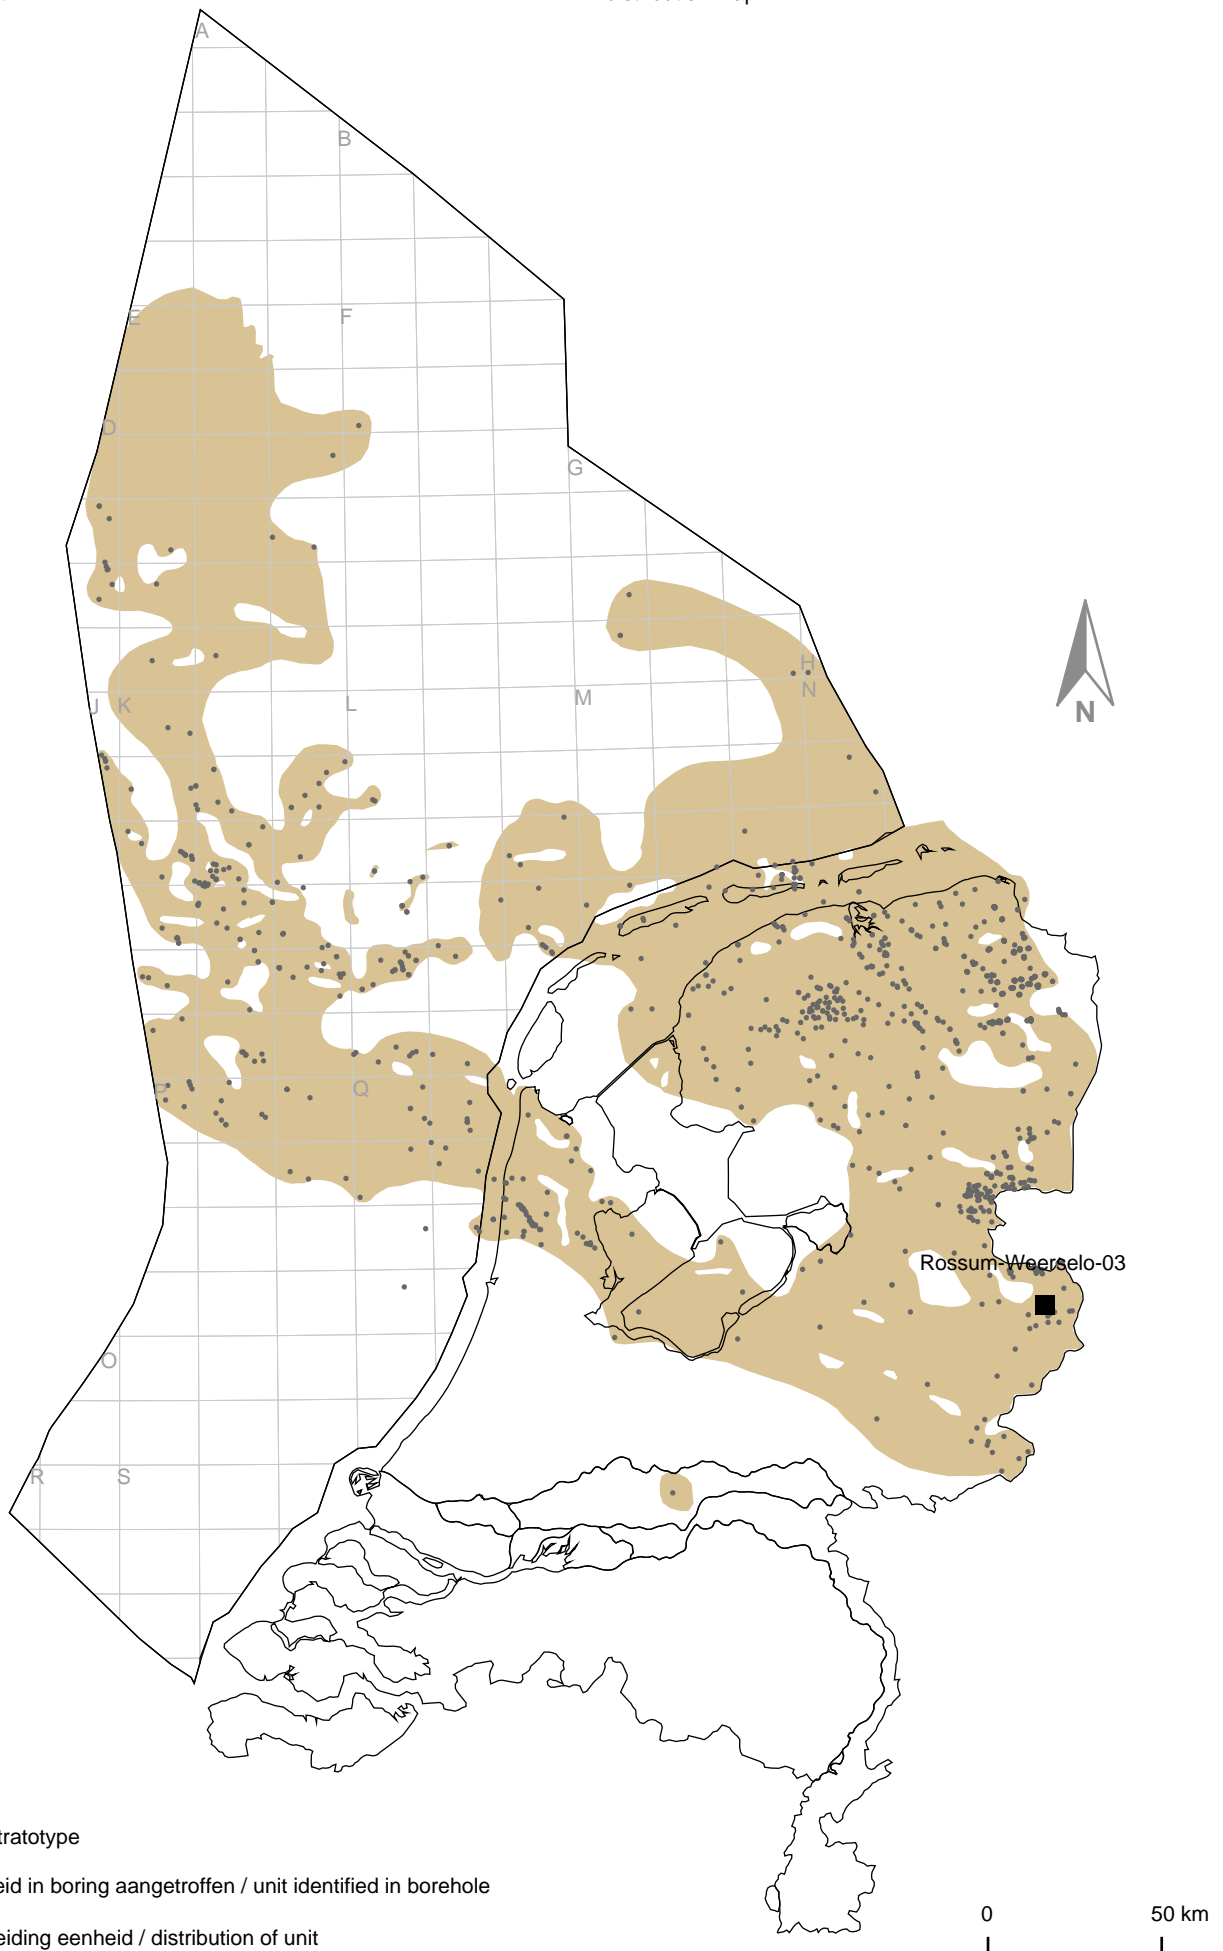 A
B
E
F
D
G
H
N
J K
L
M
N
P
Q
Rossum-Weerselo-03
O
R
S
tratotype
eid in boring aangetroffen / unit identified in borehole
eiding eenheid / distribution of unit
0
50 km